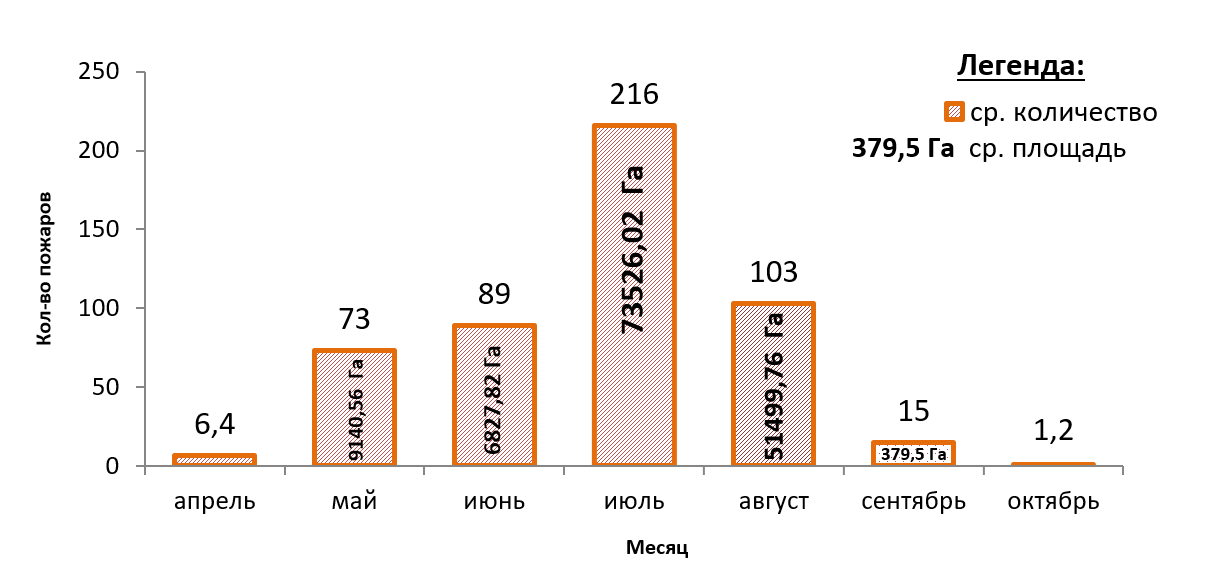 Легенда:
ср. количество
379,5 Га ср. площадь
Кол-во пожаров
250
200
150
100
50
0
6,4
73
89
216
103
15
1,2
9140,56 Га
6827,82 Га
73526,02 Га
51499,76 Га
379,5 Га
апрель май июнь июль август сентябрь октябрь
Месяц